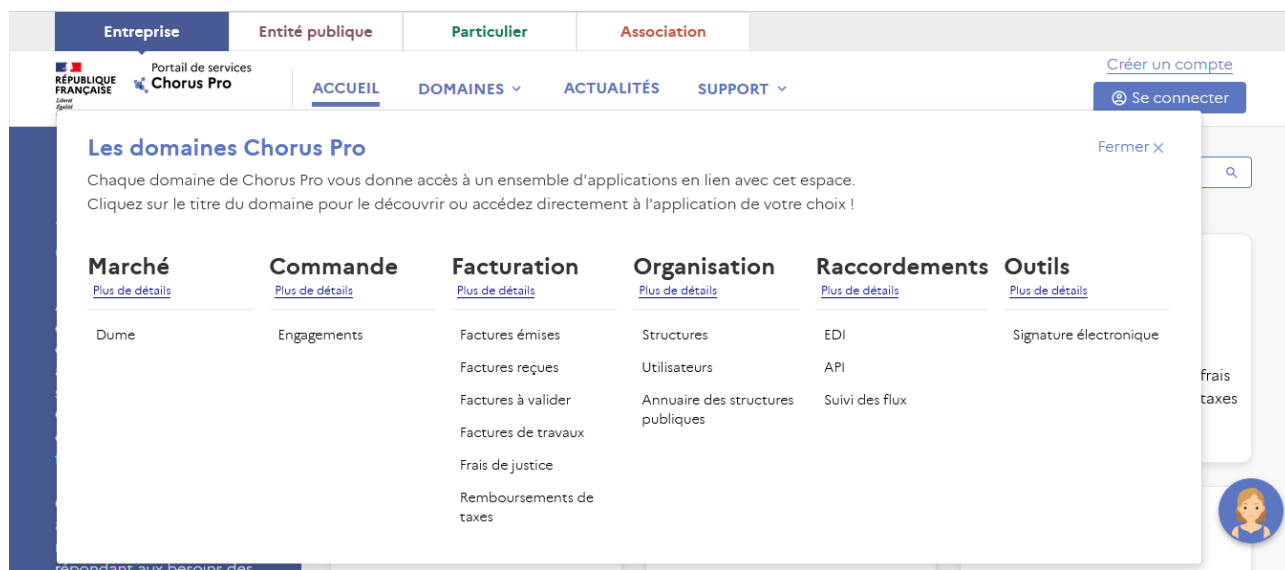 Entreprise
Entité publique
Particulier
Association
RÉPUBLIQUE
FRANÇAISE
Liberté
Égalité
Portail de services
Chorus Pro
ACCUEIL
DOMAINES
ACTUALITÉS
SUPPORT
Créer un compte
Se connecter
Les domaines Chorus Pro
Fermer
Chaque domaine de Chorus Pro vous donne accès à un ensemble d'applications en lien avec cet espace.
Cliquez sur le titre du domaine pour le découvrir ou accédez directement à l'application de votre choix !
Marché
Plus de détails
Dume
Commande
Plus de détails
Engagements
Facturation
Plus de détails
Factures émises
Factures reçues
Factures à valider
Factures de travaux
Frais de justice
Remboursements de
taxes
Organisation
Plus de détails
Structures
Utilisateurs
Annuaire des structures
publiques
Raccordements
Plus de détails
EDI
API
Suivi des flux
Outils
Plus de détails
Signature électronique
frais
taxes
répondant aux besoins des